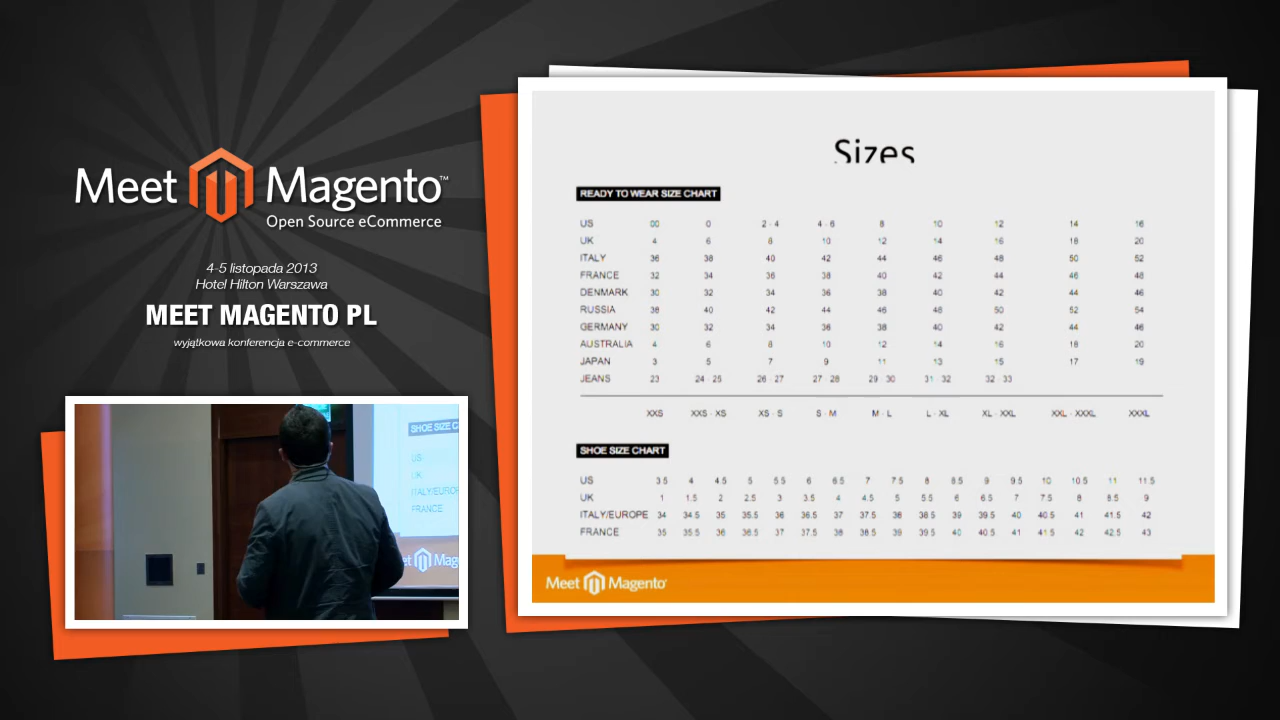 Meet Magento™
Open Source eCommerce
4-5 listopada 2013
Hotel Hilton Warszawa
MEET MAGENTO PL
wyjątkowa konferencja e-commerce
SHOE SIZE C
US
UK
ITALY/EUROP
FRANCE
et Mag
Sizes
READY TO WEAR SIZE CHART
US 00 0 2 - 4 4 - 6 8 10 12 14 16
UK 4 6 8 10 12 14 16 18 20
ITALY 36 38 40 42 44 46 48 50 52
FRANCE 32 34 36 38 40 42 44 46 48
DENMARK 30 32 34 36 38 40 42 44 46
RUSSIA 38 40 42 44 46 48 50 52 54
GERMANY 30 32 34 36 38 40 42 44 46
AUSTRALIA 4 6 8 10 12 14 16 18 20
JAPAN 3 5 7 9 11 13 15 17 19
JEANS 23 24 - 25 26 - 27 27 - 28 29 - 30 31 - 32 32 - 33
XXS XXS - XS XS - S S - M M - L L - XL XL - XXL XXL - XXXL XXXL
SHOE SIZE CHART
US 3.5 4 4.5 5 5.5 6 6.5 7 7.5 8 8.5 9 9.5 10 10.5 11 11.5
UK 1 1.5 2 2.5 3 3.5 4 4.5 5 5.5 6 6.5 7 7.5 8 8.5 9
ITALY/EUROPE 34 34.5 35 35.5 36 36.5 37 37.5 38 38.5 39 39.5 40 40.5 41 41.5 42
FRANCE 35 35.5 36 36.5 37 37.5 38 38.5 39 39.5 40 40.5 41 41.5 42 42.5 43
Meet Magento